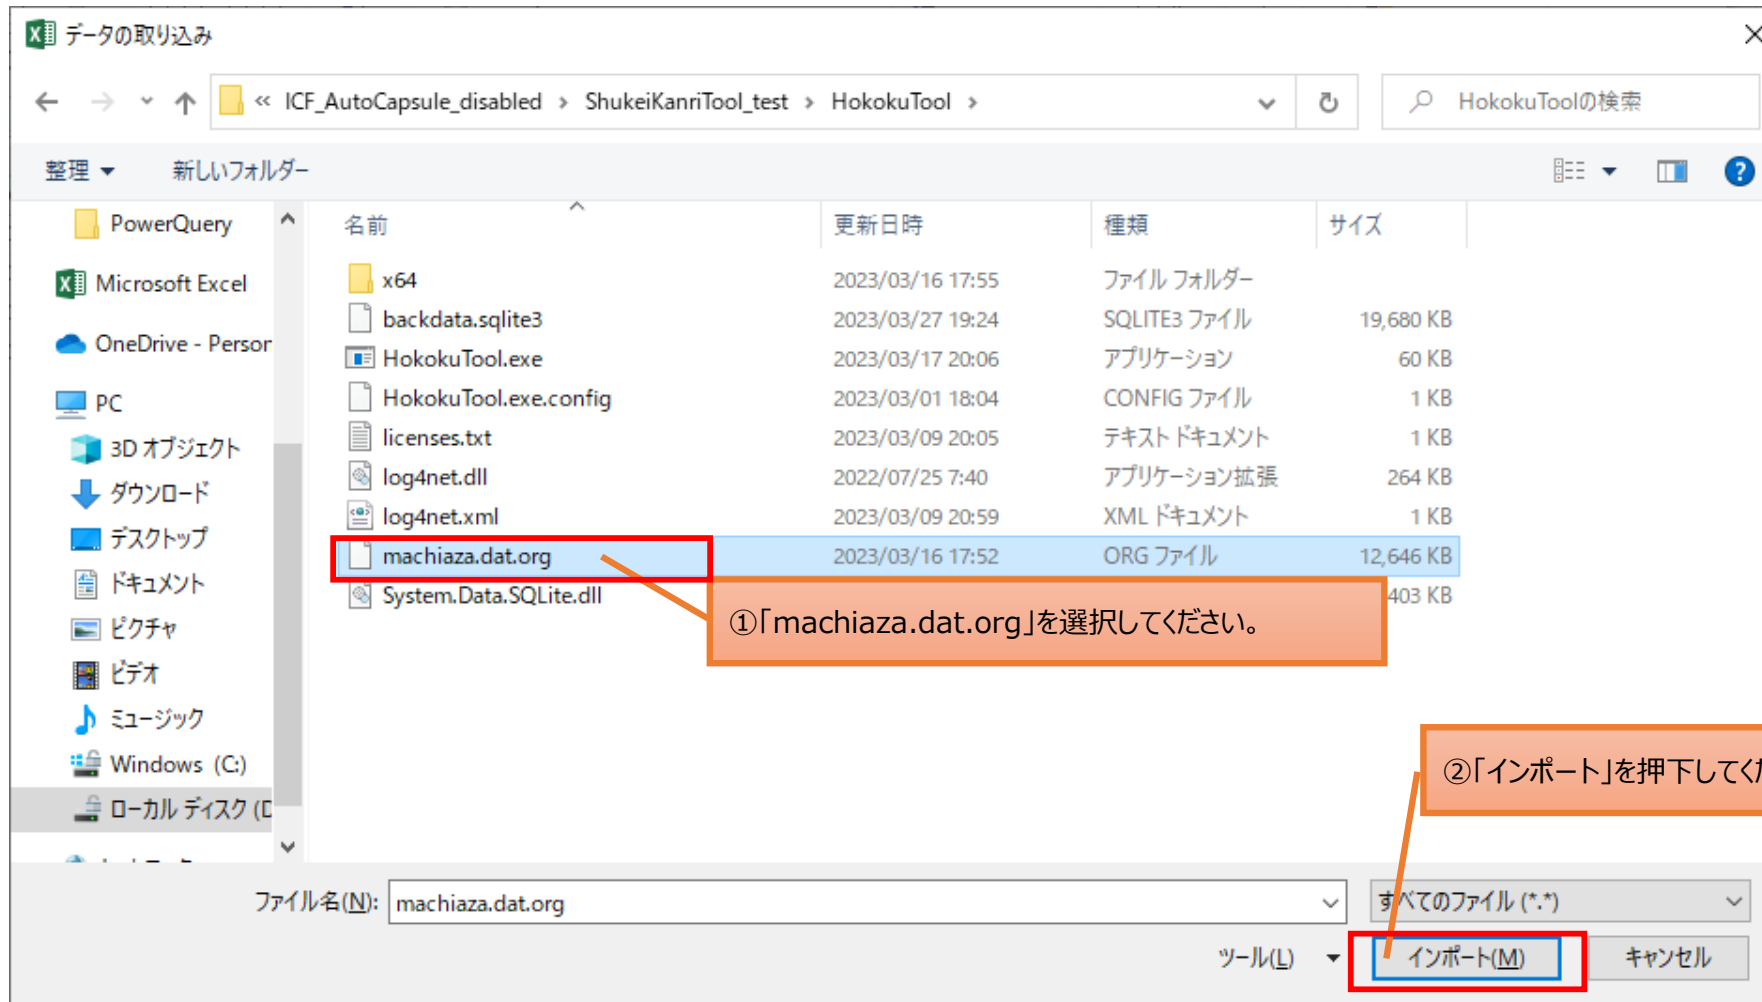 データの取り込み
« ICF_AutoCapsule_disabled › ShukeiKanriTool_test › HokokuTool ›
HokokuToolの検索
整理
新しいフォルダー
PowerQuery
Microsoft Excel
OneDrive - Person
PC
3D オブジェクト
ダウンロード
デスクトップ
ドキュメント
ピクチャ
ビデオ
ミュージック
Windows (C:)
ローカル ディスク (D
名前 更新日時 種類 サイズ
x64 2023/03/16 17:55 ファイル フォルダー
backdata.sqlite3 2023/03/27 19:24 SQLITE3 ファイル 19,680 KB
HokokuTool.exe 2023/03/17 20:06 アプリケーション 60 KB
HokokuTool.exe.config 2023/03/01 18:04 CONFIG ファイル 1 KB
licenses.txt 2023/03/09 20:05 テキスト ドキュメント 1 KB
log4net.dll 2022/07/25 7:40 アプリケーション拡張 264 KB
log4net.xml 2023/03/09 20:59 XML ドキュメント 1 KB
machiaza.dat.org 2023/03/16 17:52 ORG ファイル 12,646 KB
System.Data.SQLite.dll 403 KB
①「machiaza.dat.org」を選択してください。
②「インポート」を押下してくだ
ファイル名(N): machiaza.dat.org
すべてのファイル (*.*)
ツール(L)
インポート(M)
キャンセル